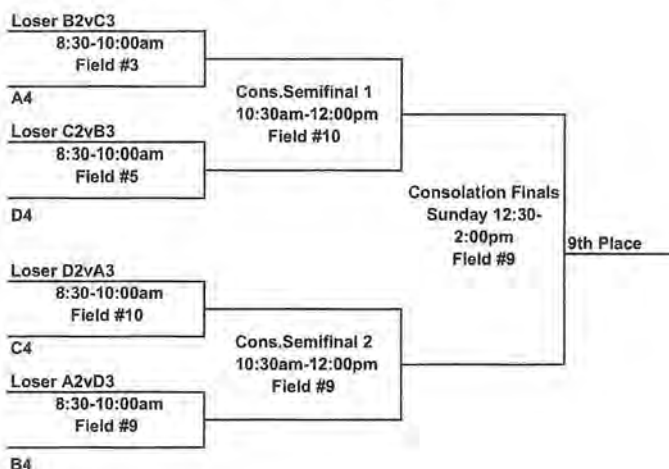 Loser B2vC3
8:30-10:00am
Field #3
A4
Cons.Semifinal 1
10:30am-12:00pm
Field #10
Loser C2vB3
8:30-10:00am
Field #5
D4
Consolation Finals
Sunday 12:30-
2:00pm
Field #9
9th Place
Loser D2vA3
8:30-10:00am
Field #10
C4
Cons.Semifinal 2
10:30am-12:00pm
Field #9
Loser A2vD3
8:30-10:00am
Field #9
B4